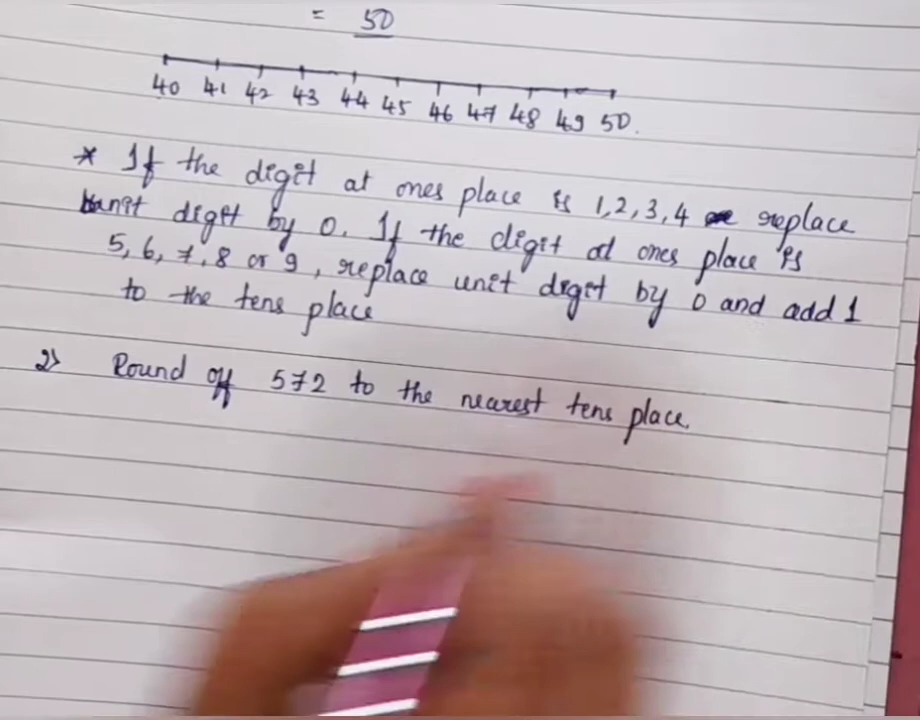 = 50
40 41 42 43 44 45 46 47 48 49 50.
* If the digit at ones place is 1,2,3,4 replace
unit digit by 0. If the digit at ones place is
5, 6, 7, 8 or 9, replace unit digit by 0 and add 1
to the tens place
2) Round off 572 to the nearest tens place.